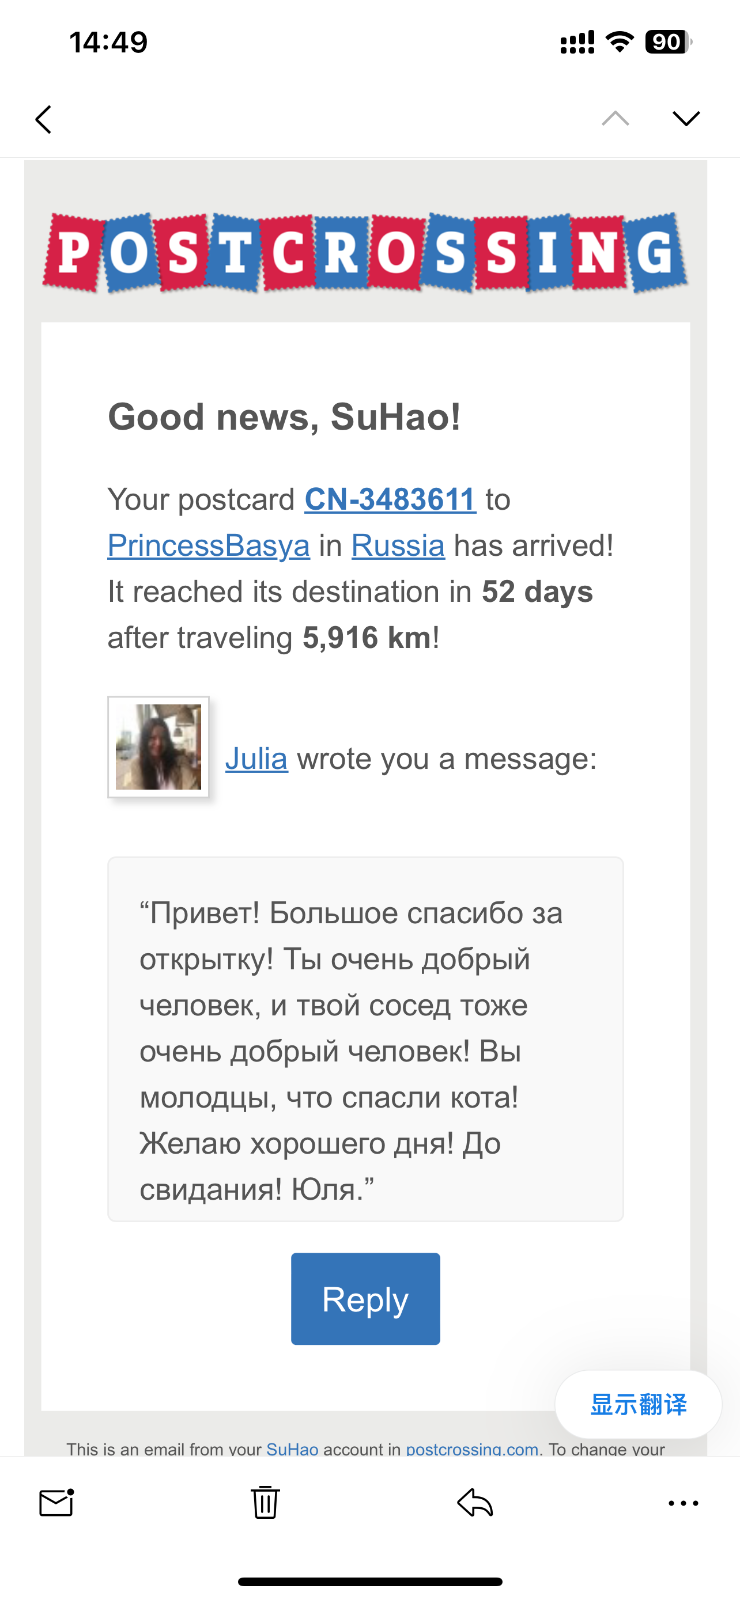 14:49
90
POSTCROSSING
Good news, SuHao!
Your postcard CN-3483611 to
PrincessBasya in Russia has arrived!
It reached its destination in 52 days
after traveling 5,916 km!
Julia wrote you a message:
“Привет! Большое спасибо за
открытку! Ты очень добрый
человек, и твой сосед тоже
очень добрый человек! Вы
молодцы, что спасли кота!
Желаю хорошего дня! До
свидания! Юля.”
Reply
显示翻译
This is an email from your SuHao account in postcrossing.com. To change your